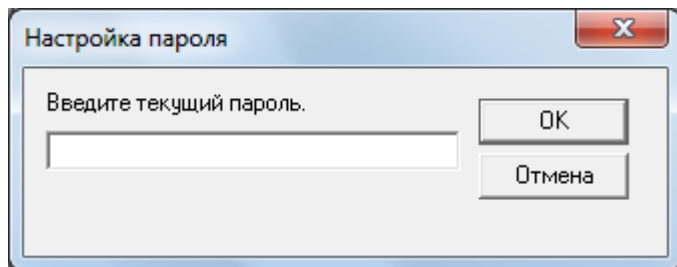 Настройка пароля
Введите текущий пароль.
OK
Отмена